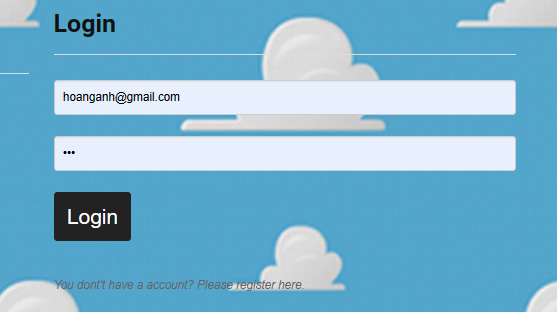 Login
hoanganh@gmail.com
•••
Login
You dont't have a account? Please register here.